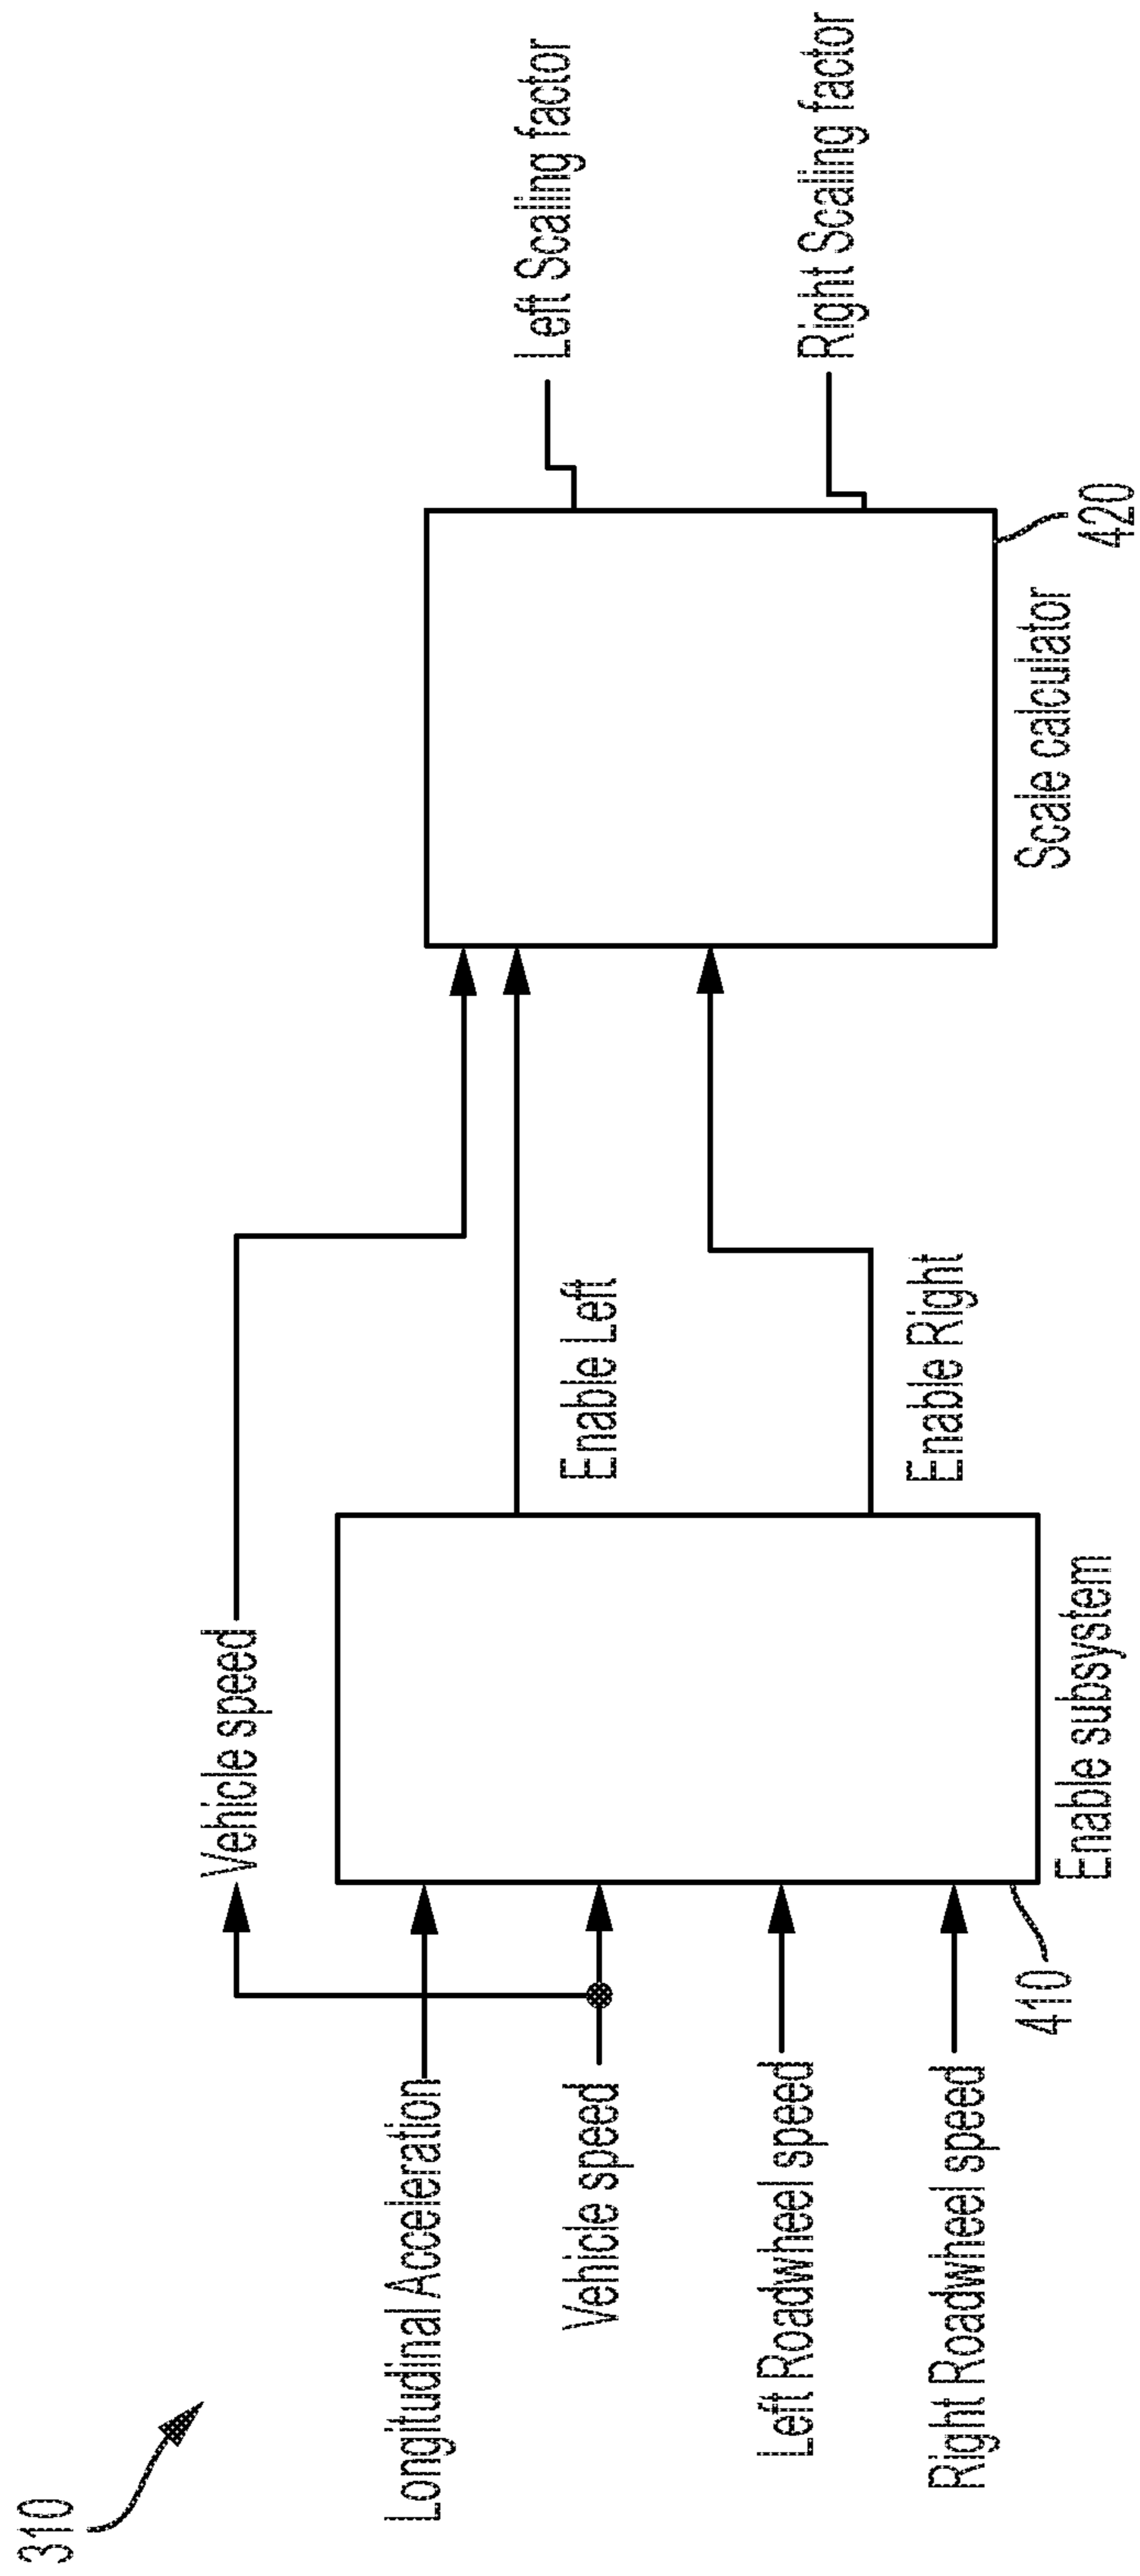 310
Longitudinal Acceleration
Vehicle speed
Left Roadwheel speed
Right Roadwheel speed
Vehicle speed
410
Enable subsystem
Enable Left
Enable Right
Scale calculator
420
Left Scaling factor
Right Scaling factor